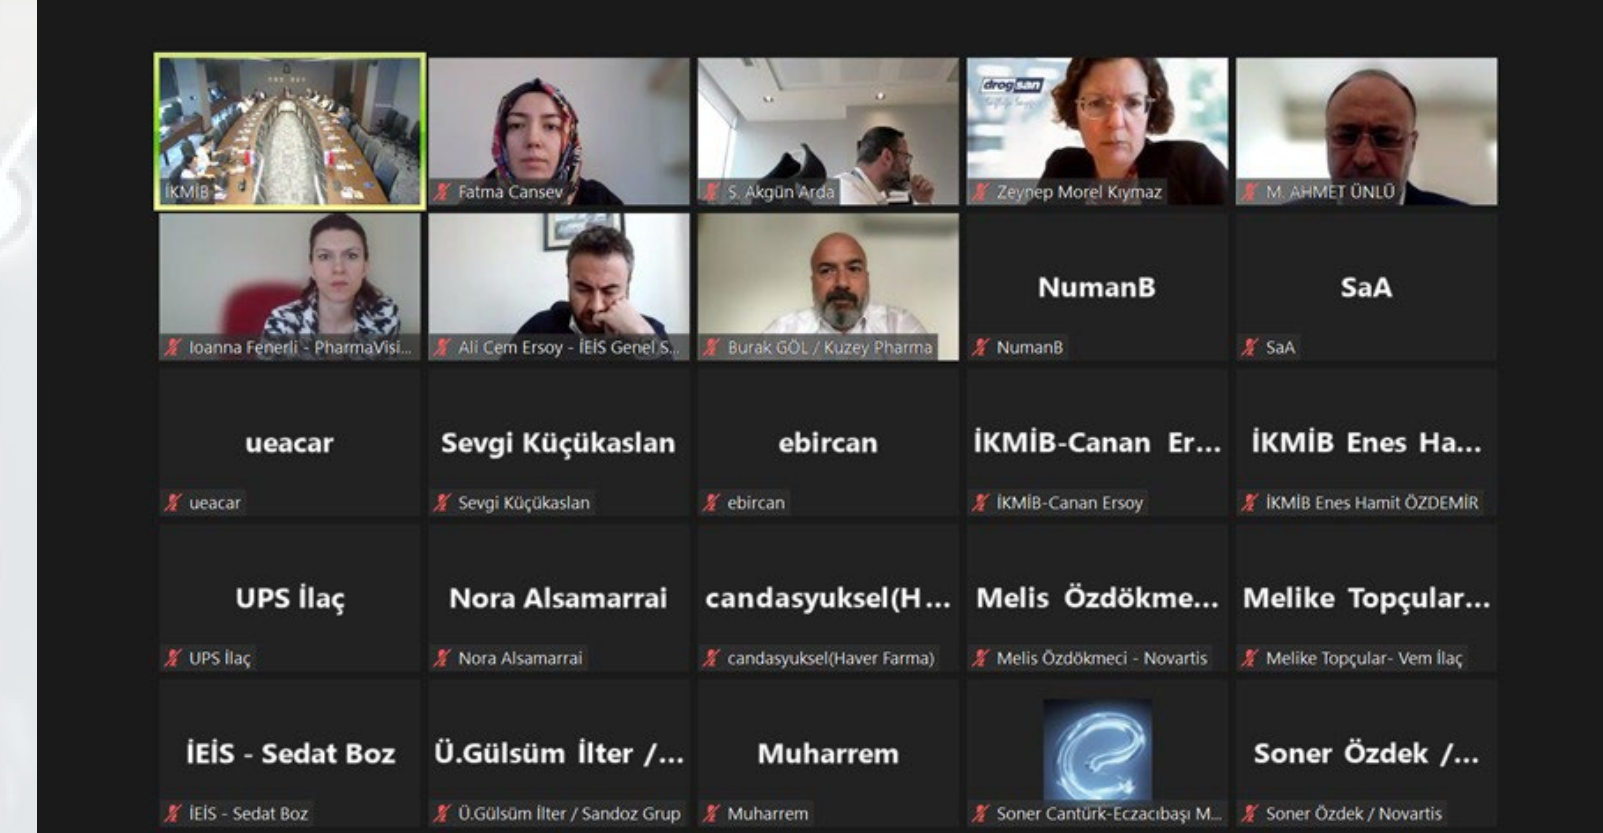 İKMİB
Fatma Cansev
S. Akgün Arda
drogsan
Zeynep Morel Kıymaz
M. AHMET ÜNLÜ
Ioanna Fenerli - PharmaVisi...
Ali Cem Ersoy - İEİS Genel S...
Burak GÖL / Kuzey Pharma
NumanB
NumanB
SaA
SaA
ueacar
ueacar
Sevgi Küçükaslan
Sevgi Küçükaslan
ebircan
ebircan
İKMİB-Canan Er...
İKMİB-Canan Ersoy
İKMİB Enes Ha...
İKMİB Enes Hamit ÖZDEMİR
UPS İlaç
UPS İlaç
Nora Alsamarrai
Nora Alsamarrai
candasyuksel(H...
candasyuksel(Haver Farma)
Melis Özdökme...
Melis Özdökmeci - Novartis
Melike Topçular...
Melike Topçular- Vem İlaç
İEİS - Sedat Boz
İEİS - Sedat Boz
Ü.Gülsüm İlter /...
Ü.Gülsüm İlter / Sandoz Grup
Muharrem
Muharrem
Soner Cantürk-Eczacıbaşı M...
Soner Özdek /...
Soner Özdek / Novartis